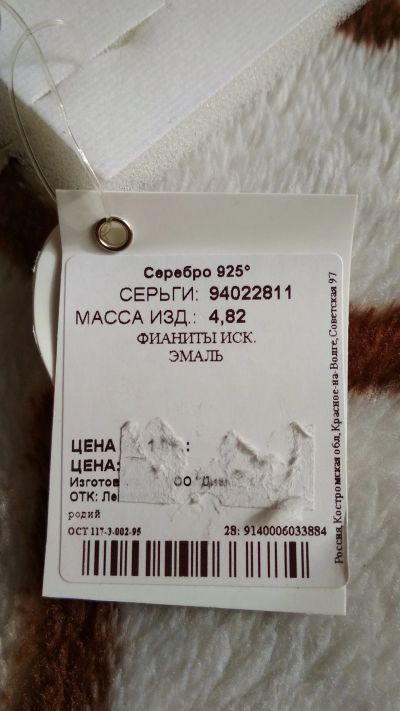 Серебро 925°
СЕРЬГИ: 94022811
МАССА ИЗД.: 4,82
ФИАНИТЫ ИСК.
ЭМАЛЬ
ЦЕНА :
ЦЕНА:
ОТК:
родий
ОСТ 117-3-002-95
28: 9140006033884
Россия,Костромская обл,Красное-на-Волге,Советская 97